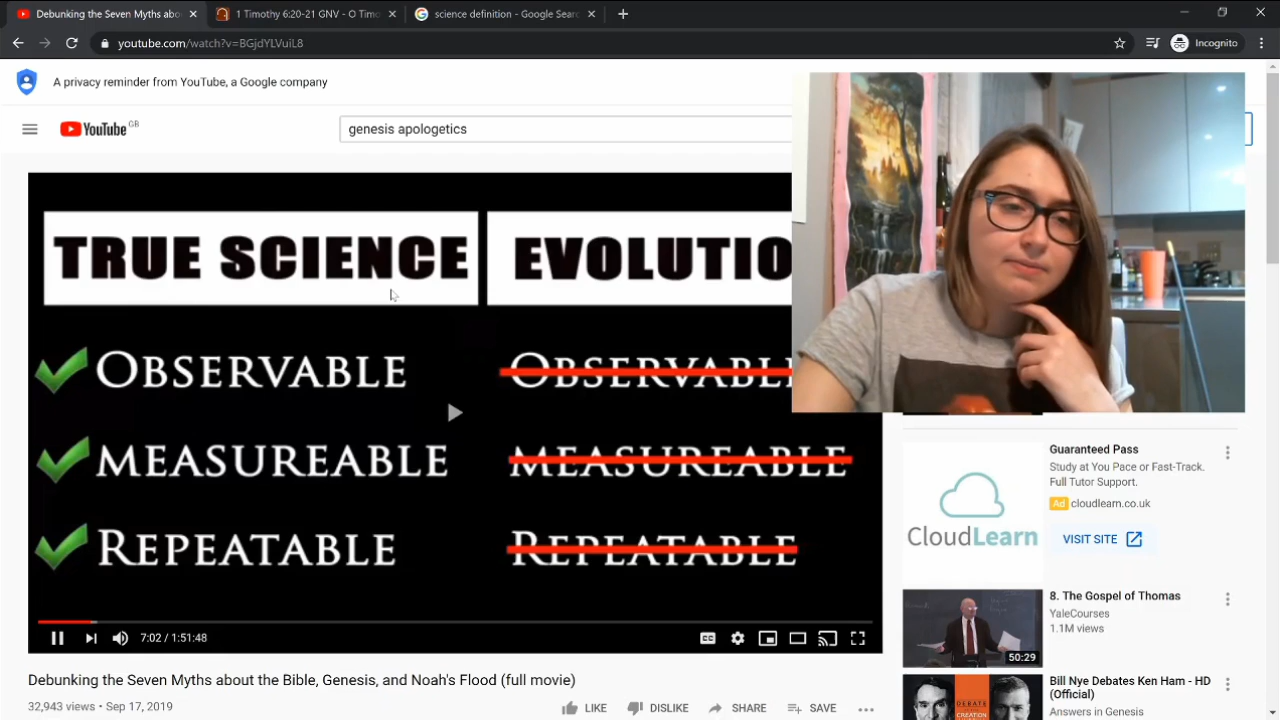 Debunking the Seven Myths abo
1 Timothy 6:20-21 GNV - O Timo
science definition - Google Searc
youtube.com/watch?v=BGjdYLVuiL8
Incognito
A privacy reminder from YouTube, a Google company
YouTube GB
genesis apologetics
TRUE SCIENCE
EVOLUTIO
OBSERVABLE
OBSERVABLE
MEASUREABLE
MEASUREABLE
REPEATABLE
REPEATABLE
7:02 / 1:51:48
CC
Debunking the Seven Myths about the Bible, Genesis, and Noah's Flood (full movie)
32,943 views • Sep 17, 2019
LIKE
DISLIKE
SHARE
SAVE
CloudLearn
Guaranteed Pass
Study at You Pace or Fast-Track.
Full Tutor Support.
Ad cloudlearn.co.uk
VISIT SITE
50:29
8. The Gospel of Thomas
YaleCourses
1.1M views
DEBATE
Bill Nye Debates Ken Ham - HD
(Official)
Answers in Genesis